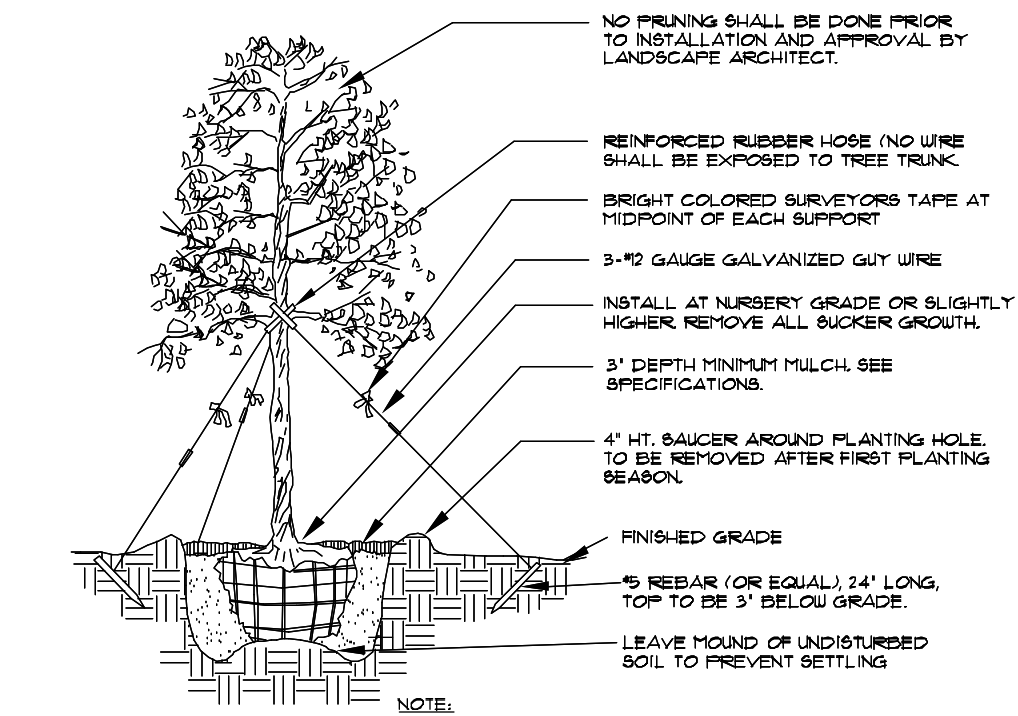 NO PRUNING SHALL BE DONE PRIOR
TO INSTALLATION AND APPROVAL BY
LANDSCAPE ARCHITECT.
REINFORCED RUBBER HOSE (NO WIRE
SHALL BE EXPOSED TO TREE TRUNK.
BRIGHT COLORED SURVEYORS TAPE AT
MIDPOINT OF EACH SUPPORT
3-#12 GAUGE GALVANIZED GUY WIRE
INSTALL AT NURSERY GRADE OR SLIGHTLY
HIGHER. REMOVE ALL SUCKER GROWTH.
3" DEPTH MINIMUM MULCH. SEE
SPECIFICATIONS.
4" HT. SAUCER AROUND PLANTING HOLE.
TO BE REMOVED AFTER FIRST PLANTING
SEASON.
FINISHED GRADE
#5 REBAR (OR EQUAL), 24" LONG,
TOP TO BE 3" BELOW GRADE.
LEAVE MOUND OF UNDISTURBED
SOIL TO PREVENT SETTLING
NOTE: